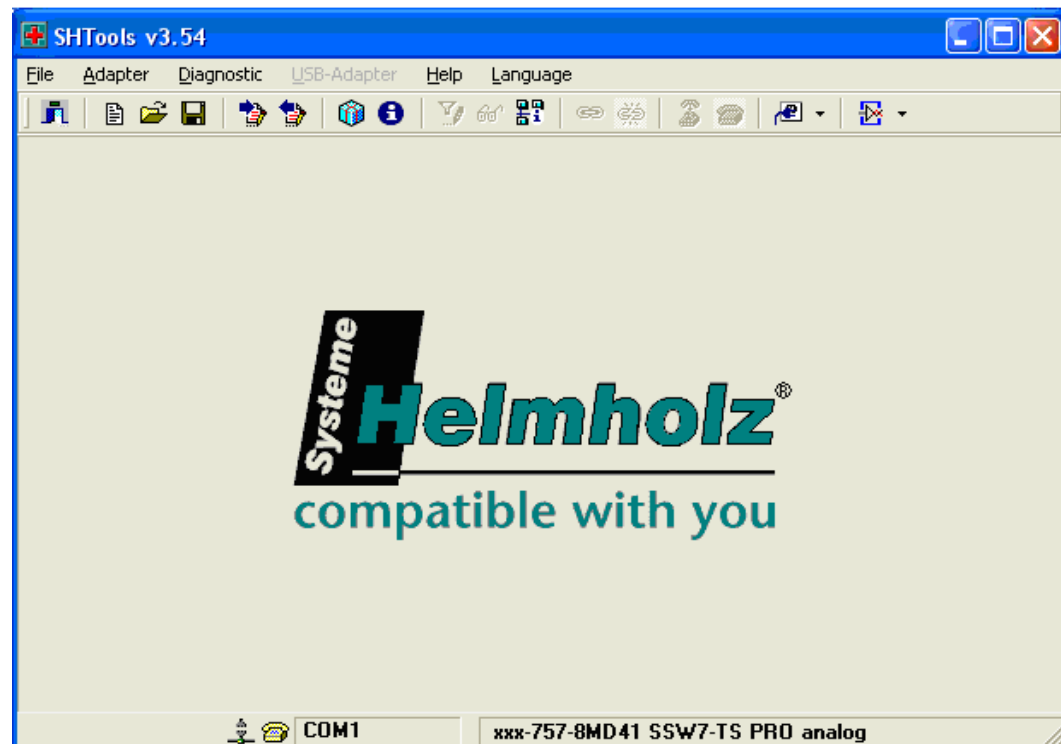 SHTools v3.54
File Adapter Diagnostic USB-Adapter Help Language
Systeme
Helmholz®
compatible with you
COM1 xxx-757-8MD41 SSW7-TS PRO analog